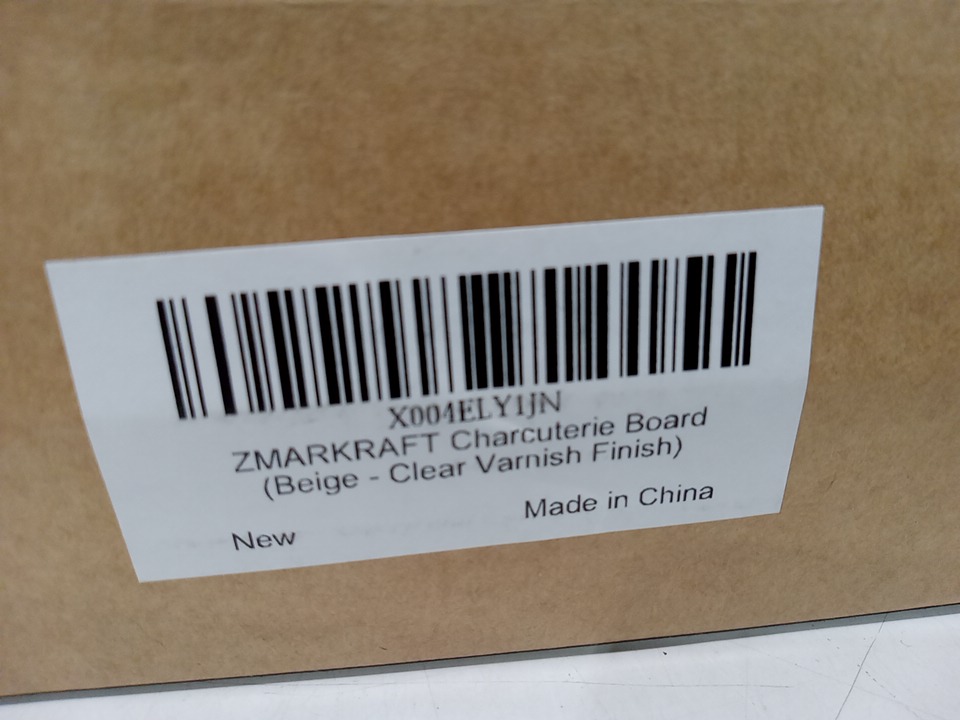 X004ELY1JN
ZMARKRAFT Charcuterie Board
(Beige - Clear Varnish Finish)
New
Made in China